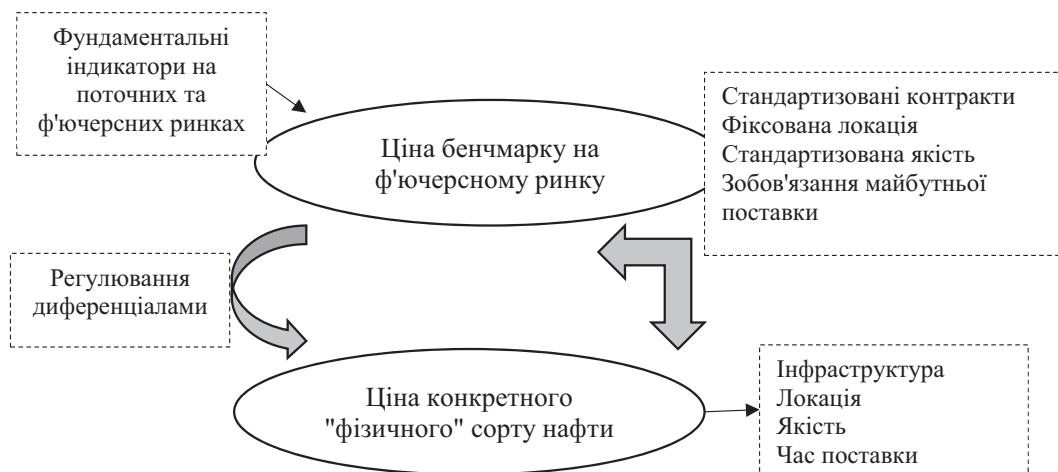 Фундаментальні
індикатори на
поточних та
ф'ючерсних ринках
Ціна бенчмарку на
ф'ючерсному ринку
Стандартизовані контракти
Фіксована локація
Стандартизована якість
Зобов'язання майбутньої
поставки
Регулювання
диференціалами
Ціна конкретного
"фізичного" сорту нафти
Інфраструктура
Локація
Якість
Час поставки